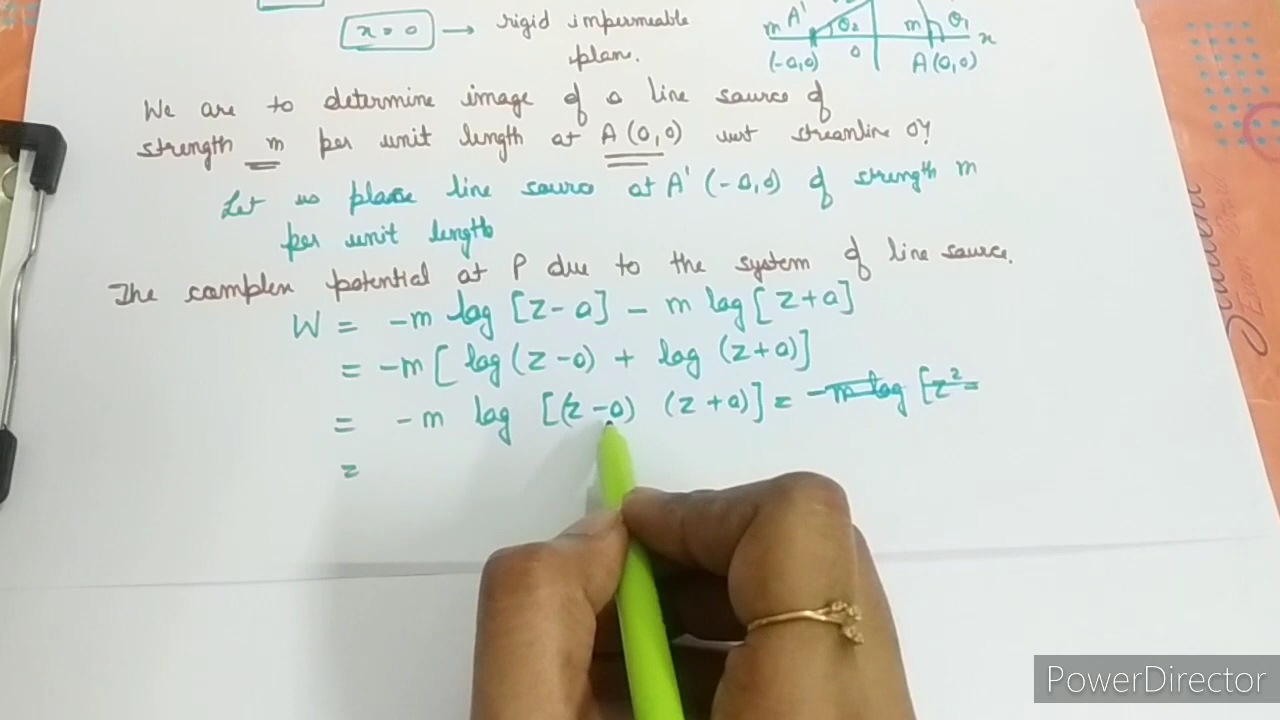 x = 0 → rigid impermeable
plan.
m A' θ2 m θ1
0 x
(-a,0) A (a,0)
We are to determine image of a line source of
strength m per unit length at A (a,0) wrt streamline OY
Let us place line source at A' (-a,0) of strength m
per unit length
The complex potential at P due to the system of line source.
W = -m log [z-a] - m log [z+a]
= -m [log (z-a) + log (z+a)]
= -m log [(z-a) (z+a)] = -m log [z² -
=
Student
Exam
PowerDirector